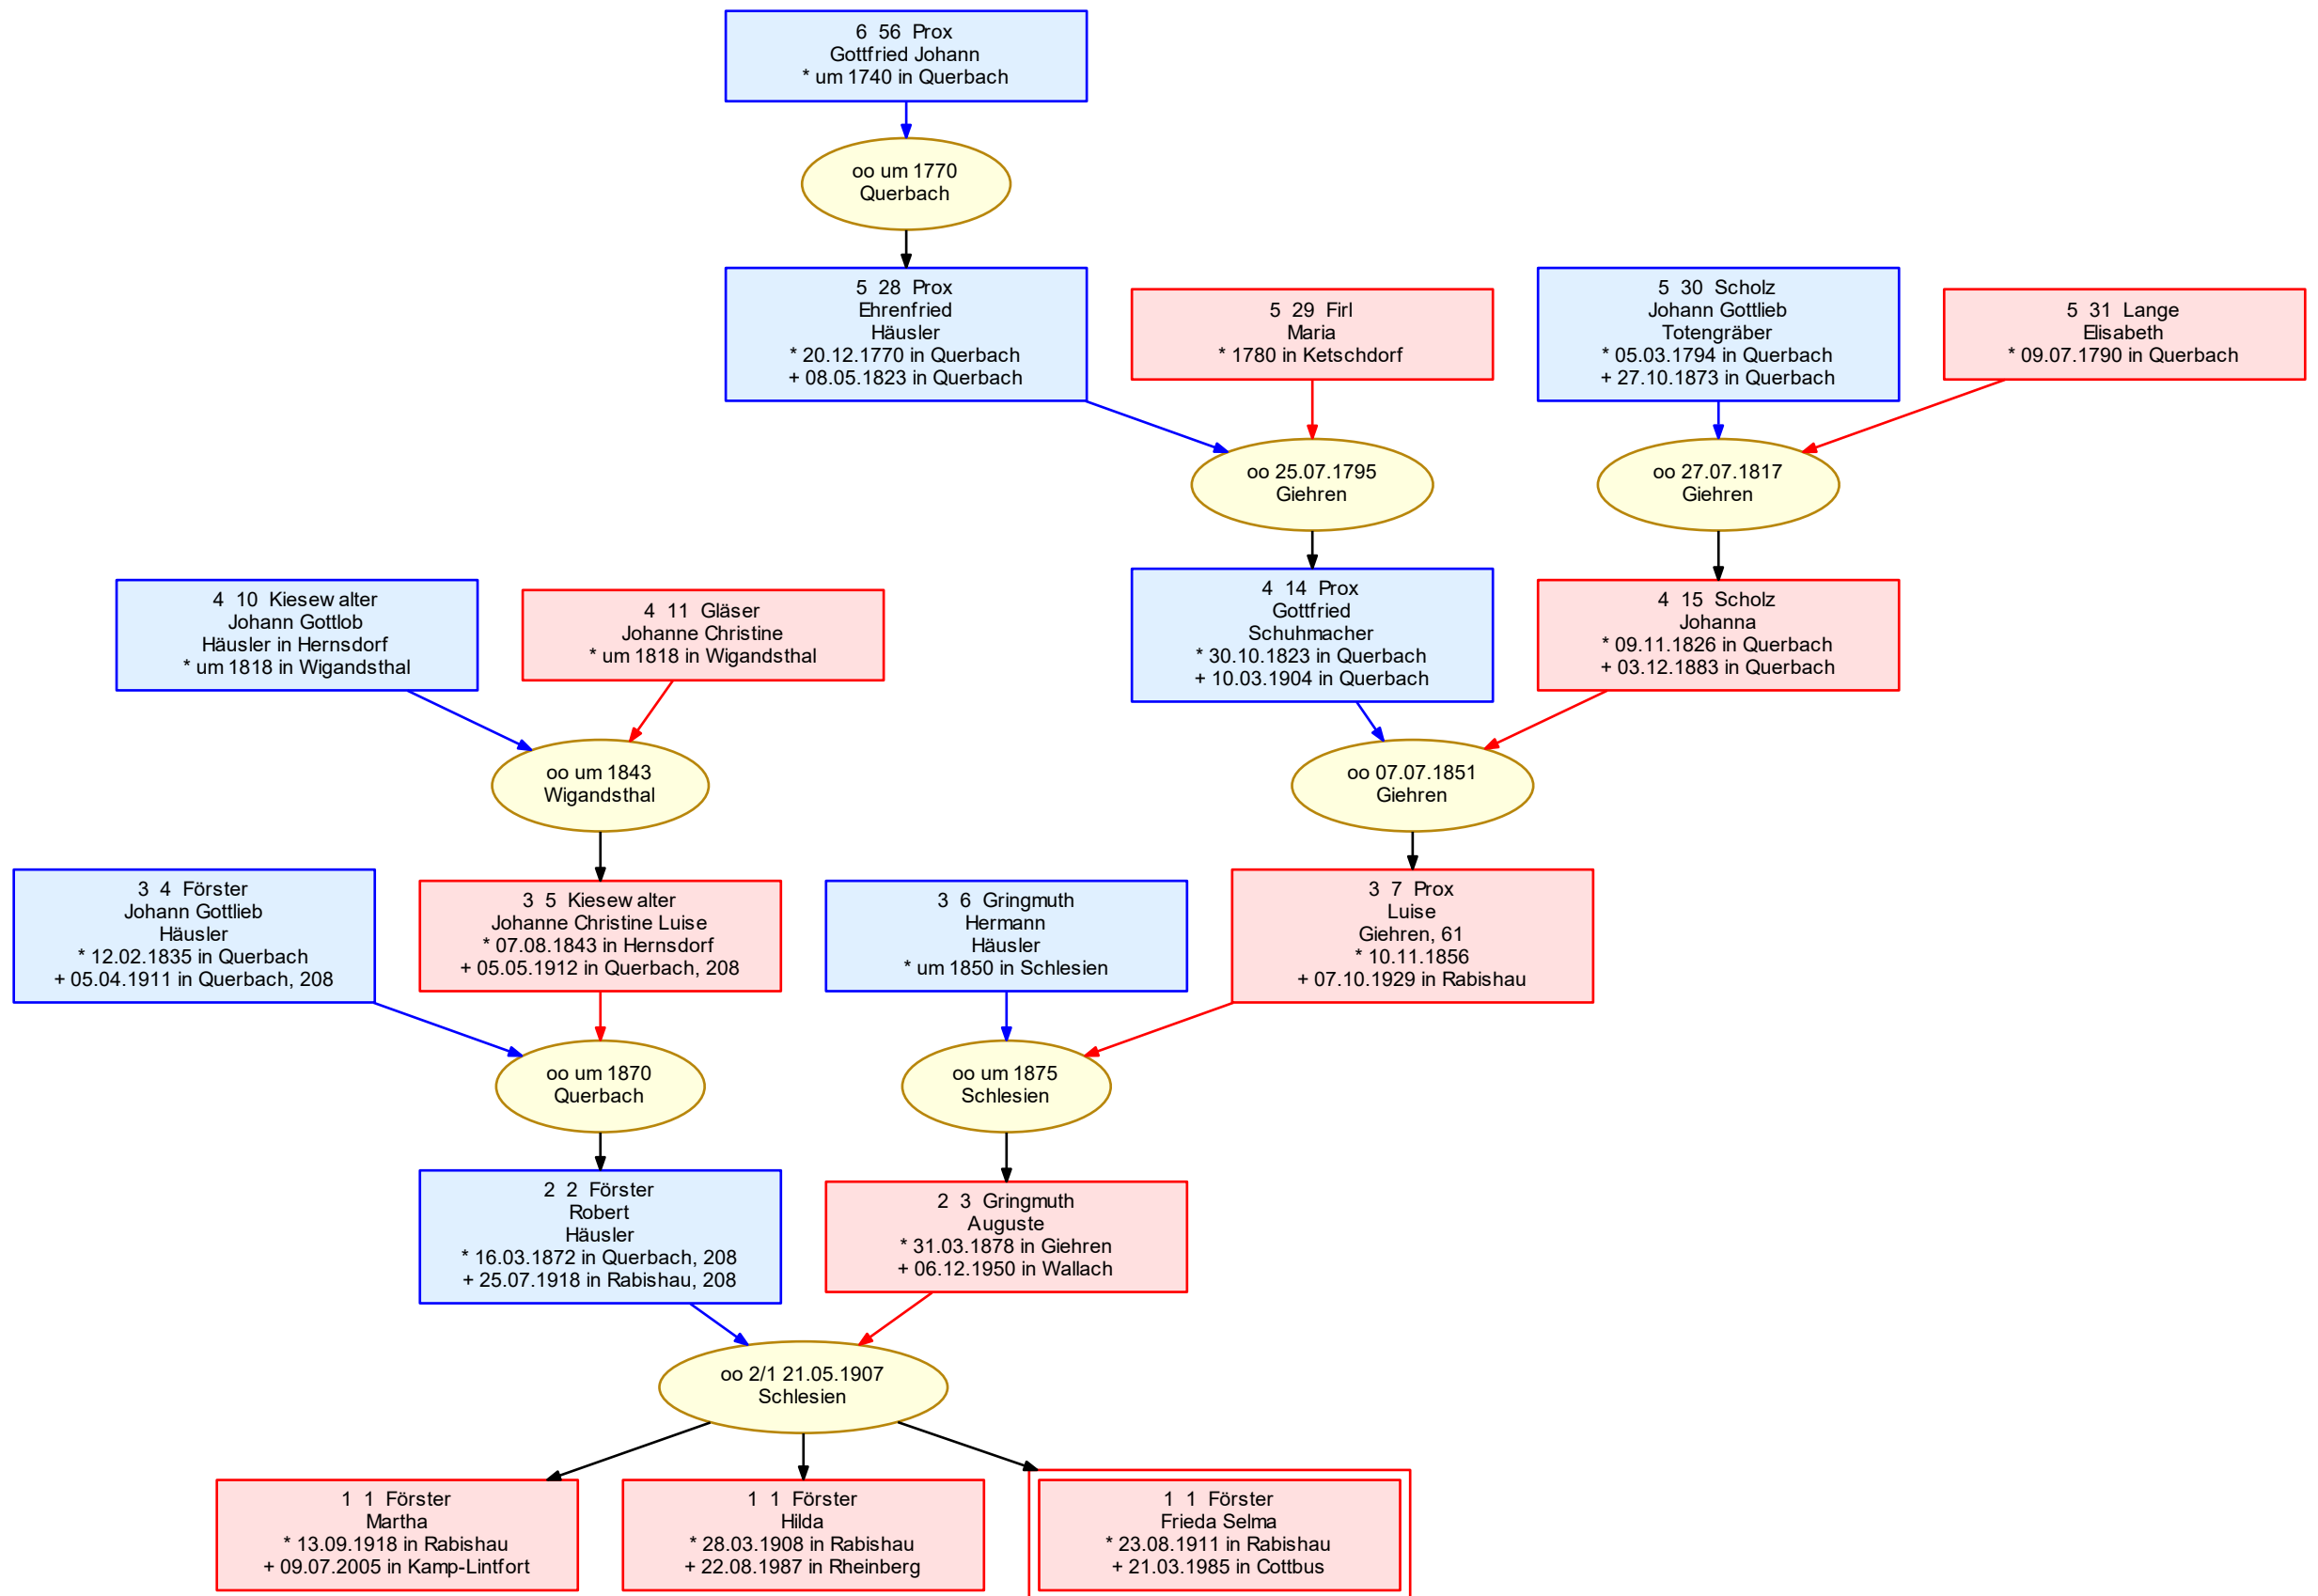 6 56 Prox
Gottfried Johann
* um 1740 in Querbach
oo um 1770
Querbach
5 28 Prox
Ehrenfried
Häusler
* 20.12.1770 in Querbach
+ 08.05.1823 in Querbach
5 29 Firl
Maria
* 1780 in Ketschdorf
5 30 Scholz
Johann Gottlieb
Totengräber
* 05.03.1794 in Querbach
+ 27.10.1873 in Querbach
5 31 Lange
Elisabeth
* 09.07.1790 in Querbach
oo 25.07.1795
Giehren
oo 27.07.1817
Giehren
4 10 Kiesewalter
Johann Gottlob
Häusler in Hernsdorf
* um 1818 in Wigandsthal
4 11 Gläser
Johanne Christine
* um 1818 in Wigandsthal
4 14 Prox
Gottfried
Schuhmacher
* 30.10.1823 in Querbach
+ 10.03.1904 in Querbach
4 15 Scholz
Johanna
* 09.11.1826 in Querbach
+ 03.12.1883 in Querbach
oo um 1843
Wigandsthal
oo 07.07.1851
Giehren
3 4 Förster
Johann Gottlieb
Häusler
* 12.02.1835 in Querbach
+ 05.04.1911 in Querbach, 208
3 5 Kiesewalter
Johanne Christine Luise
* 07.08.1843 in Hernsdorf
+ 05.05.1912 in Querbach, 208
3 6 Gringmuth
Hermann
Häusler
* um 1850 in Schlesien
3 7 Prox
Luise
Giehren, 61
* 10.11.1856
+ 07.10.1929 in Rabishau
oo um 1870
Querbach
oo um 1875
Schlesien
2 2 Förster
Robert
Häusler
* 16.03.1872 in Querbach, 208
+ 25.07.1918 in Rabishau, 208
2 3 Gringmuth
Auguste
* 31.03.1878 in Giehren
+ 06.12.1950 in Wallach
oo 2/1 21.05.1907
Schlesien
1 1 Förster
Martha
* 13.09.1918 in Rabishau
+ 09.07.2005 in Kamp-Lintfort
1 1 Förster
Hilda
* 28.03.1908 in Rabishau
+ 22.08.1987 in Rheinberg
1 1 Förster
Frieda Selma
* 23.08.1911 in Rabishau
+ 21.03.1985 in Cottbus